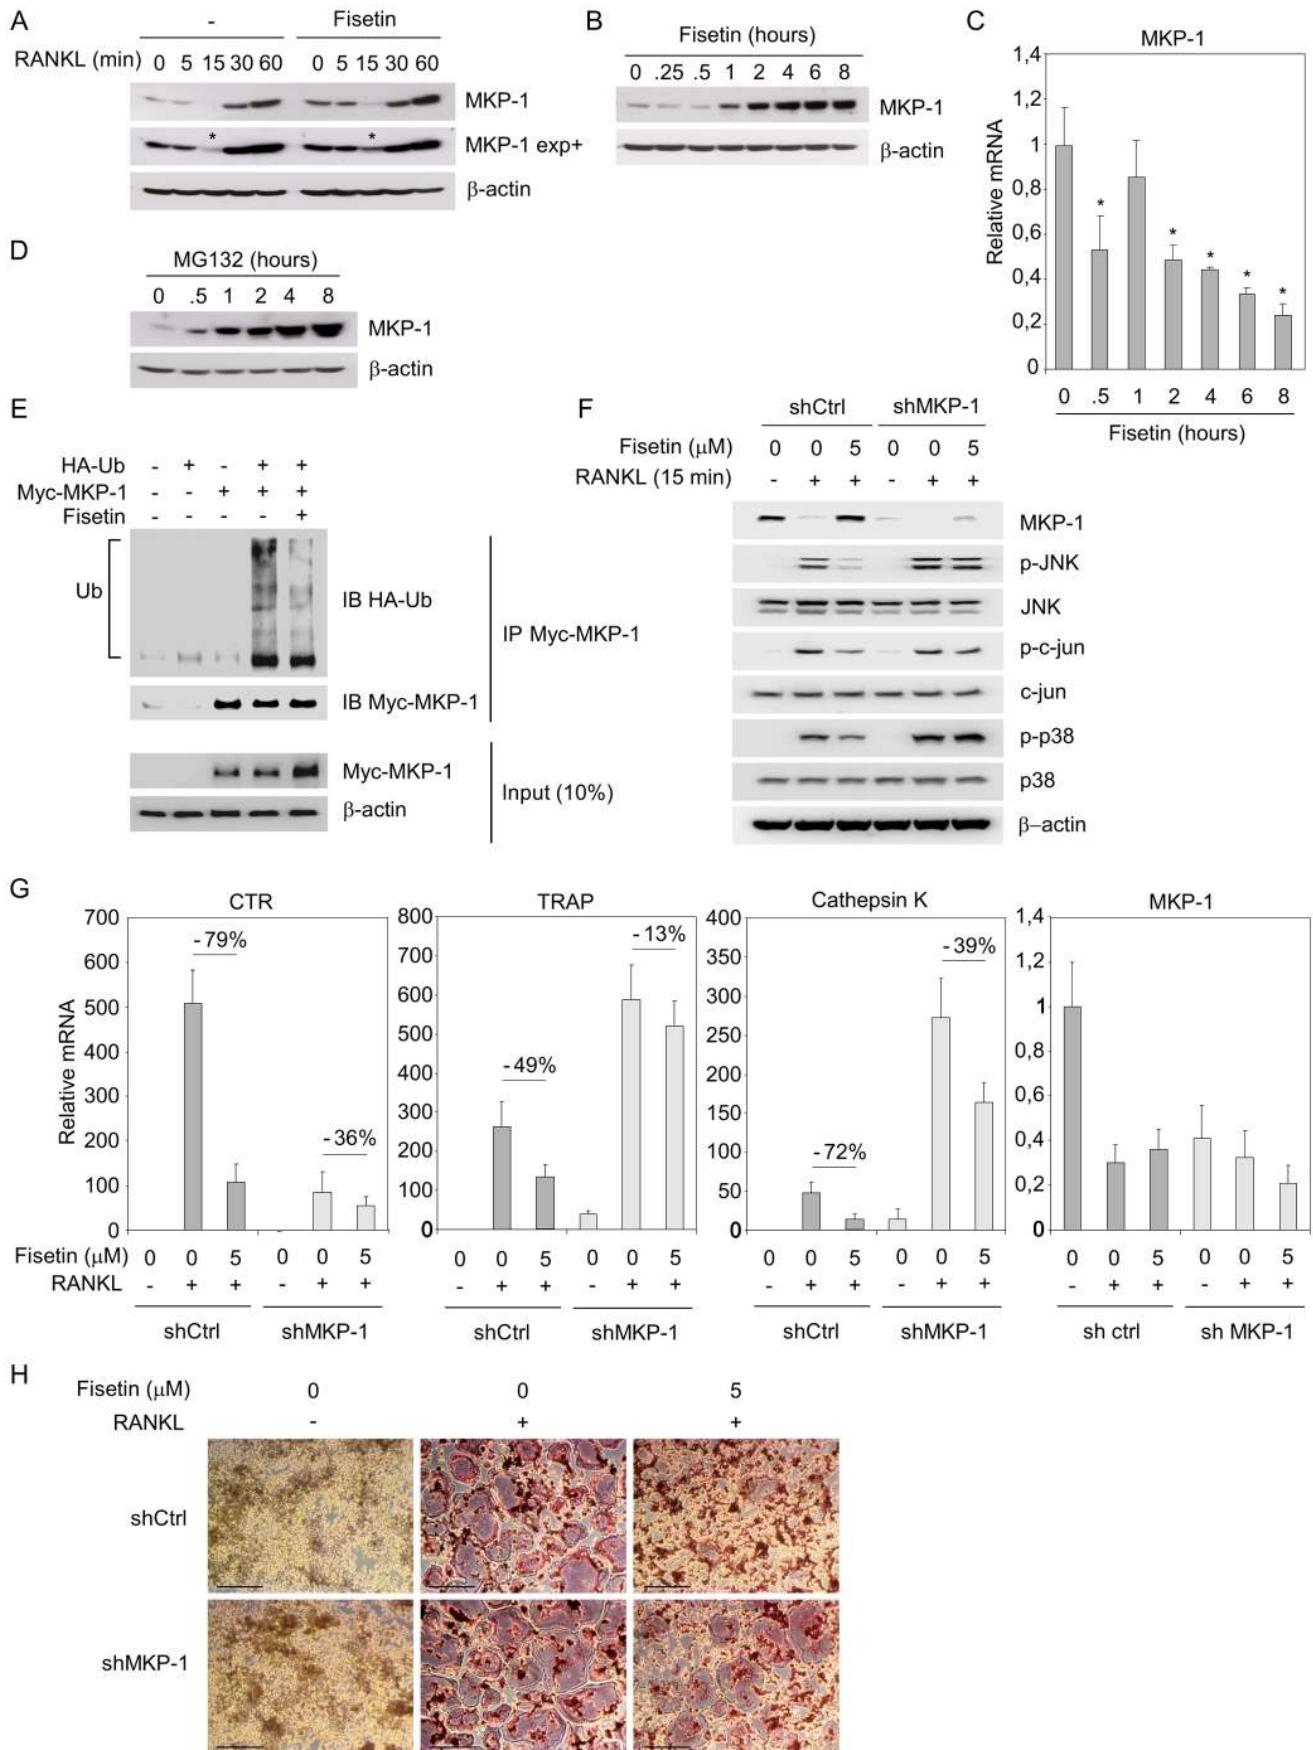 A
- Fisetin
RANKL (min) 0 5 15 30 60 0 5 15 30 60
MKP-1
* * MKP-1 exp+
β-actin
B
Fisetin (hours)
0 .25 .5 1 2 4 6 8
MKP-1
β-actin
C
MKP-1
Relative mRNA
1,4
1,2
1
0,8
0,6
0,4
0,2
0
* * * * *
0 .5 1 2 4 6 8
Fisetin (hours)
D
MG132 (hours)
0 .5 1 2 4 8
MKP-1
β-actin
E
HA-Ub - + - + +
Myc-MKP-1 - - + + +
Fisetin - - - - +
Ub
IB HA-Ub
IP Myc-MKP-1
IB Myc-MKP-1
Myc-MKP-1
Input (10%)
β-actin
F
shCtrl shMKP-1
Fisetin (μM) 0 0 5 0 0 5
RANKL (15 min) - + + - + +
MKP-1
p-JNK
JNK
p-c-jun
c-jun
p-p38
p38
β–actin
G
CTR
Relative mRNA
700
600
500
400
300
200
100
0
-79%
-36%
Fisetin (μM) 0 0 5 0 0 5
RANKL - + + - + +
shCtrl shMKP-1
TRAP
800
700
600
500
400
300
200
100
0
-49%
-13%
0 0 5 0 0 5
- + + - + +
shCtrl shMKP-1
Cathepsin K
400
350
300
250
200
150
100
50
0
-72%
-39%
0 0 5 0 0 5
- + + - + +
shCtrl shMKP-1
MKP-1
1,4
1,2
1
0,8
0,6
0,4
0,2
0
0 0 5 0 0 5
- + + - + +
sh ctrl sh MKP-1
H
Fisetin (μM) 0 0 5
RANKL - + +
shCtrl
shMKP-1